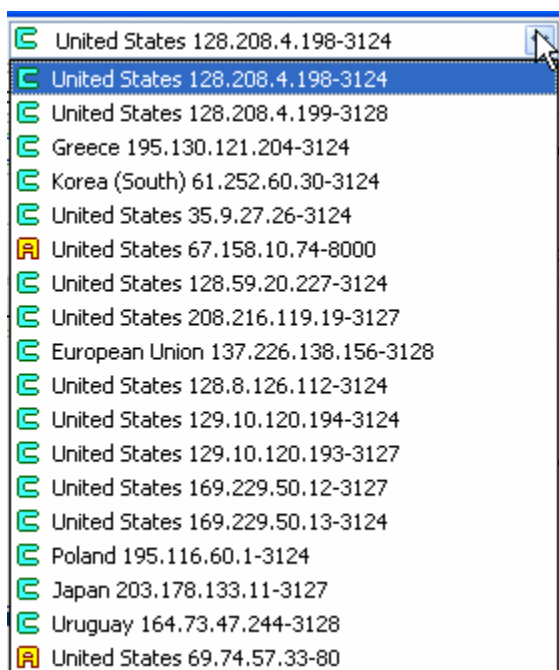 C United States 128.208.4.198-3124
C United States 128.208.4.198-3124
C United States 128.208.4.199-3128
C Greece 195.130.121.204-3124
C Korea (South) 61.252.60.30-3124
C United States 35.9.27.26-3124
A United States 67.158.10.74-8000
C United States 128.59.20.227-3124
C United States 208.216.119.19-3127
C European Union 137.226.138.156-3128
C United States 128.8.126.112-3124
C United States 129.10.120.194-3124
C United States 129.10.120.193-3127
C United States 169.229.50.12-3127
C United States 169.229.50.13-3124
C Poland 195.116.60.1-3124
C Japan 203.178.133.11-3127
C Uruguay 164.73.47.244-3128
A United States 69.74.57.33-80